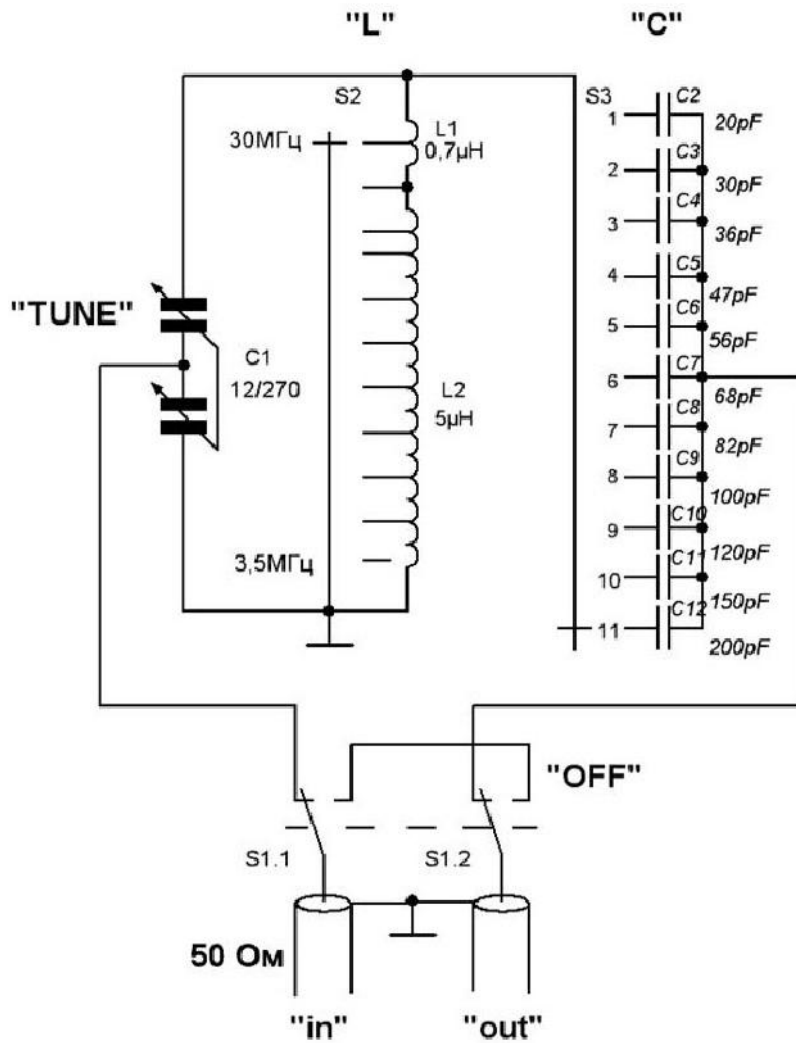 "L"
"C"
S2
S3
L1
0,7µH
30МГц
1
C2
20pF
2
C3
30pF
3
C4
36pF
4
C5
47pF
5
C6
56pF
6
C7
68pF
7
C8
82pF
8
C9
100pF
9
C10
120pF
10
C11
150pF
11
C12
200pF
"TUNE"
C1
12/270
L2
5µH
3,5МГц
"OFF"
S1.1
S1.2
50 Ом
"in"
"out"